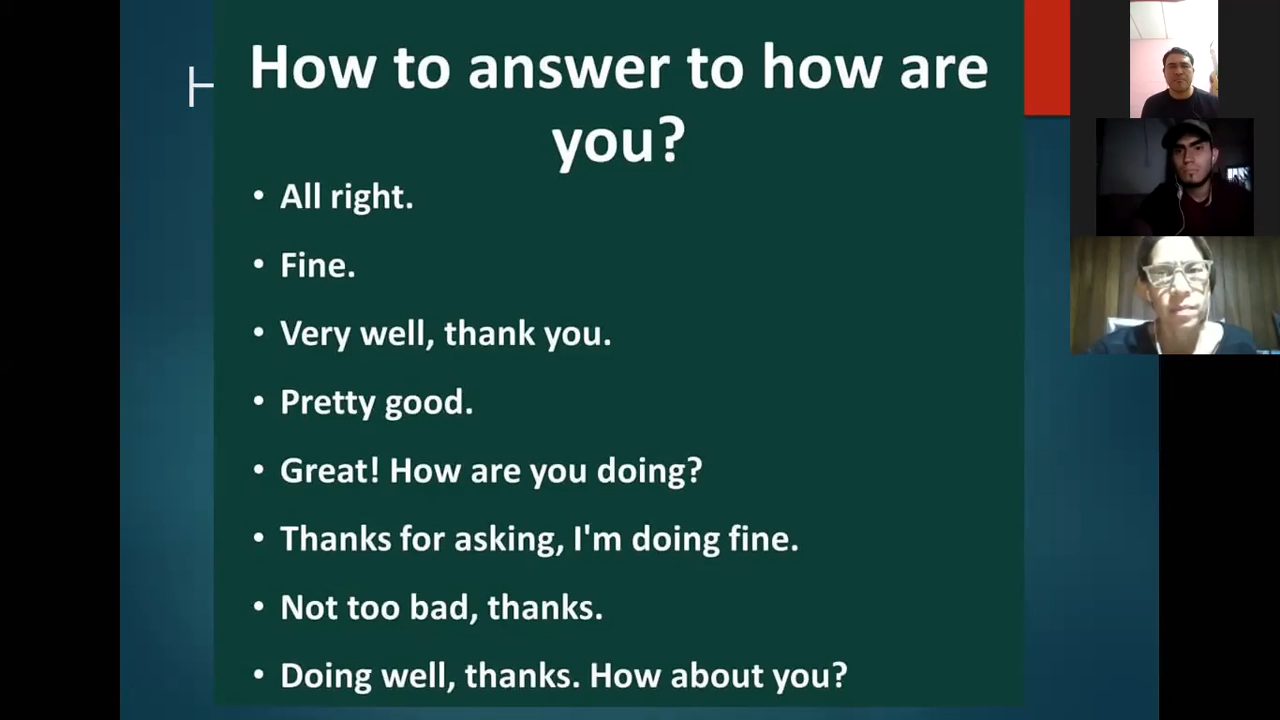 How to answer to how are
you?
• All right.
• Fine.
• Very well, thank you.
• Pretty good.
• Great! How are you doing?
• Thanks for asking, I'm doing fine.
• Not too bad, thanks.
• Doing well, thanks. How about you?